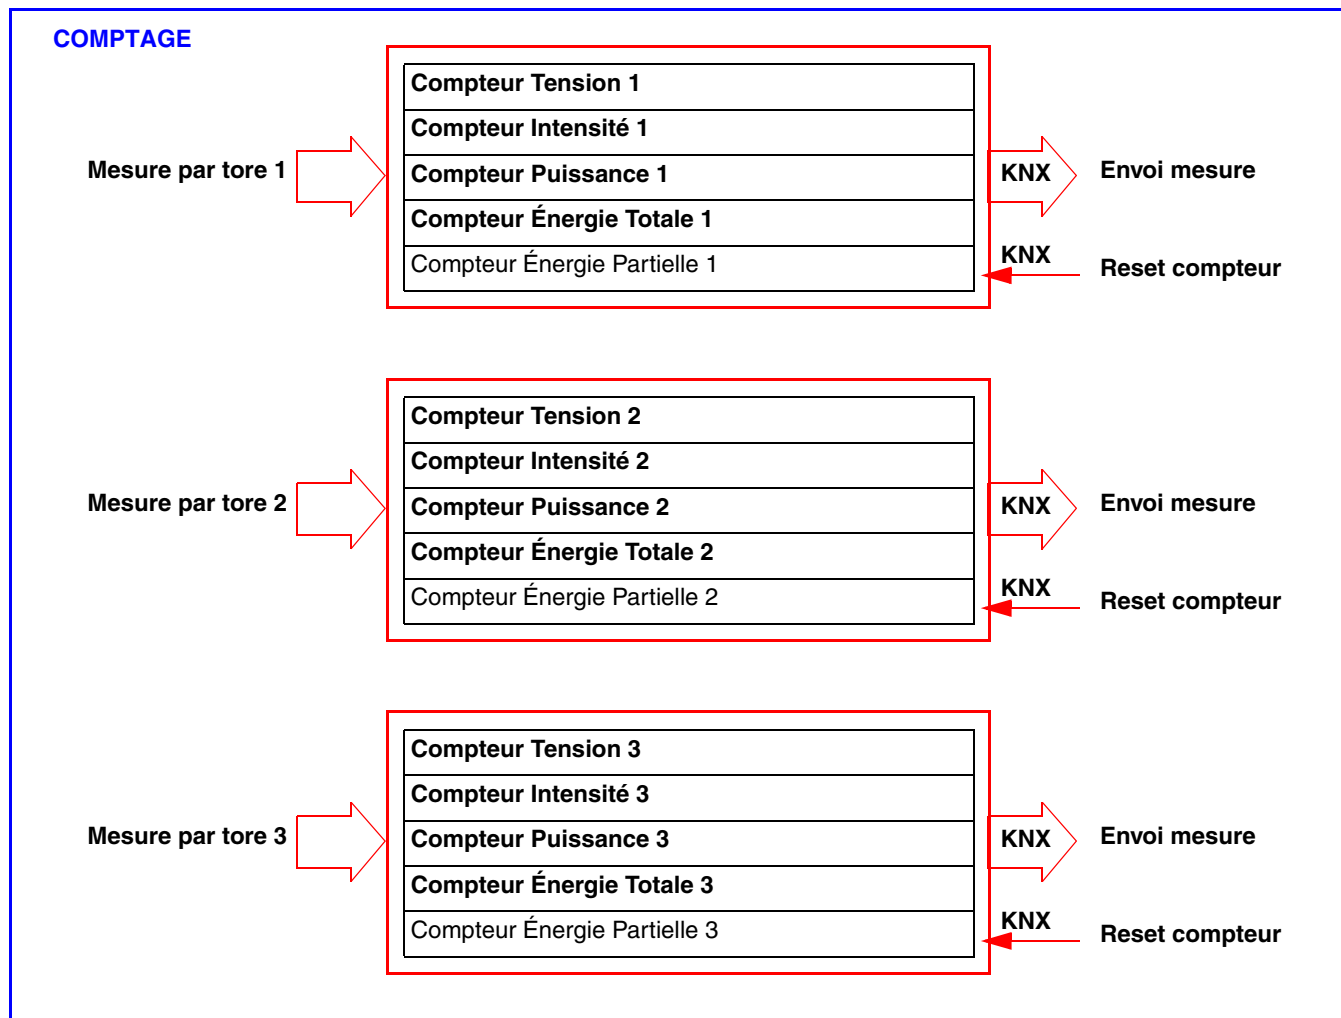 COMPTAGE
Compteur Tension 1
Compteur Intensité 1
Mesure par tore 1
Compteur Puissance 1
KNX
Envoi mesure
Compteur Énergie Totale 1
Compteur Énergie Partielle 1
KNX
Reset compteur
Compteur Tension 2
Compteur Intensité 2
Mesure par tore 2
Compteur Puissance 2
KNX
Envoi mesure
Compteur Énergie Totale 2
Compteur Énergie Partielle 2
KNX
Reset compteur
Compteur Tension 3
Compteur Intensité 3
Mesure par tore 3
Compteur Puissance 3
KNX
Envoi mesure
Compteur Énergie Totale 3
Compteur Énergie Partielle 3
KNX
Reset compteur